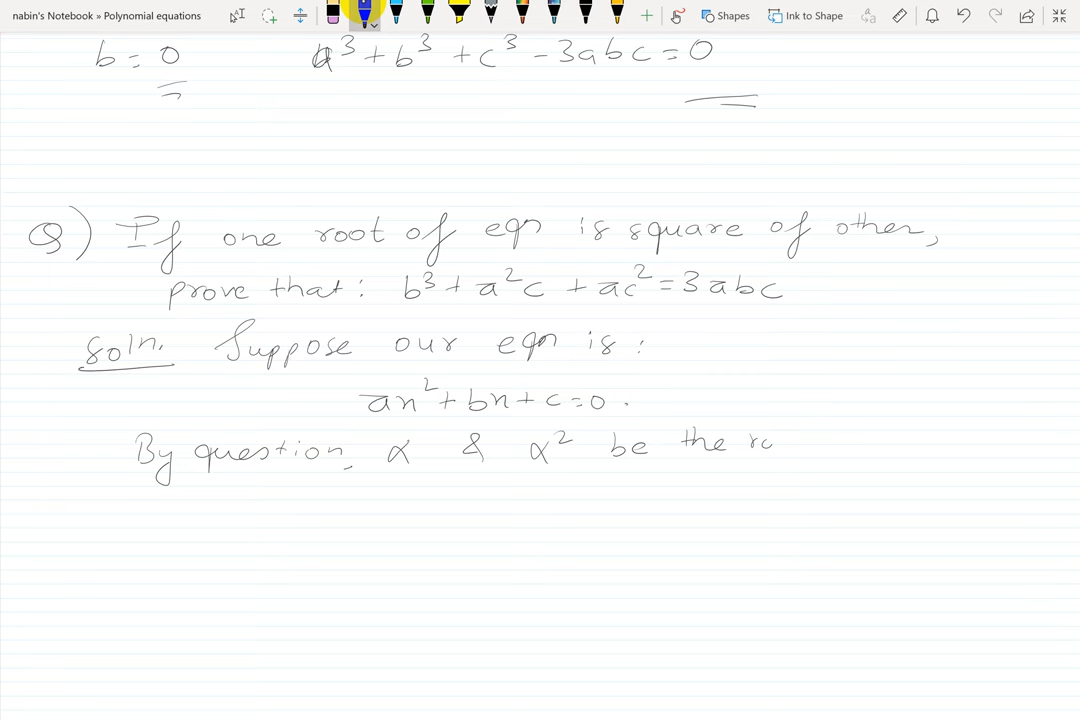 nabin's Notebook » Polynomial equations
Shapes
Ink to Shape
b = 0 a³ + b³ + c³ - 3abc = 0
Q) If one root of eqn is square of other,
prove that: b³ + a²c + ac² = 3abc
Soln. Suppose our eqn is:
ax² + bx + c = 0.
By question, α & α² be the ro